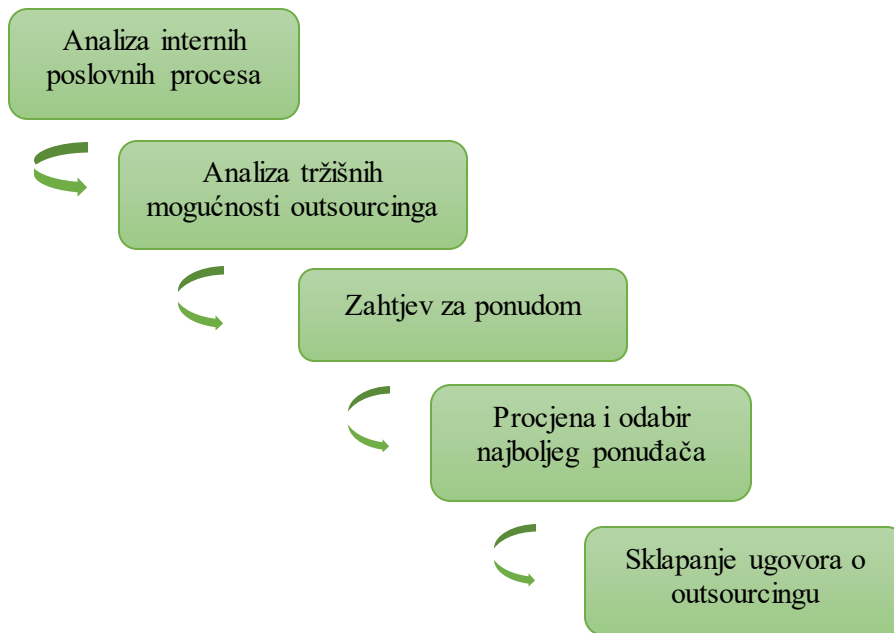 Analiza internih
poslovnih procesa
Analiza tržišnih
mogućnosti outsourcinga
Zahtjev za ponudom
Procjena i odabir
najboljeg ponuđača
Sklapanje ugovora o
outsourcingu